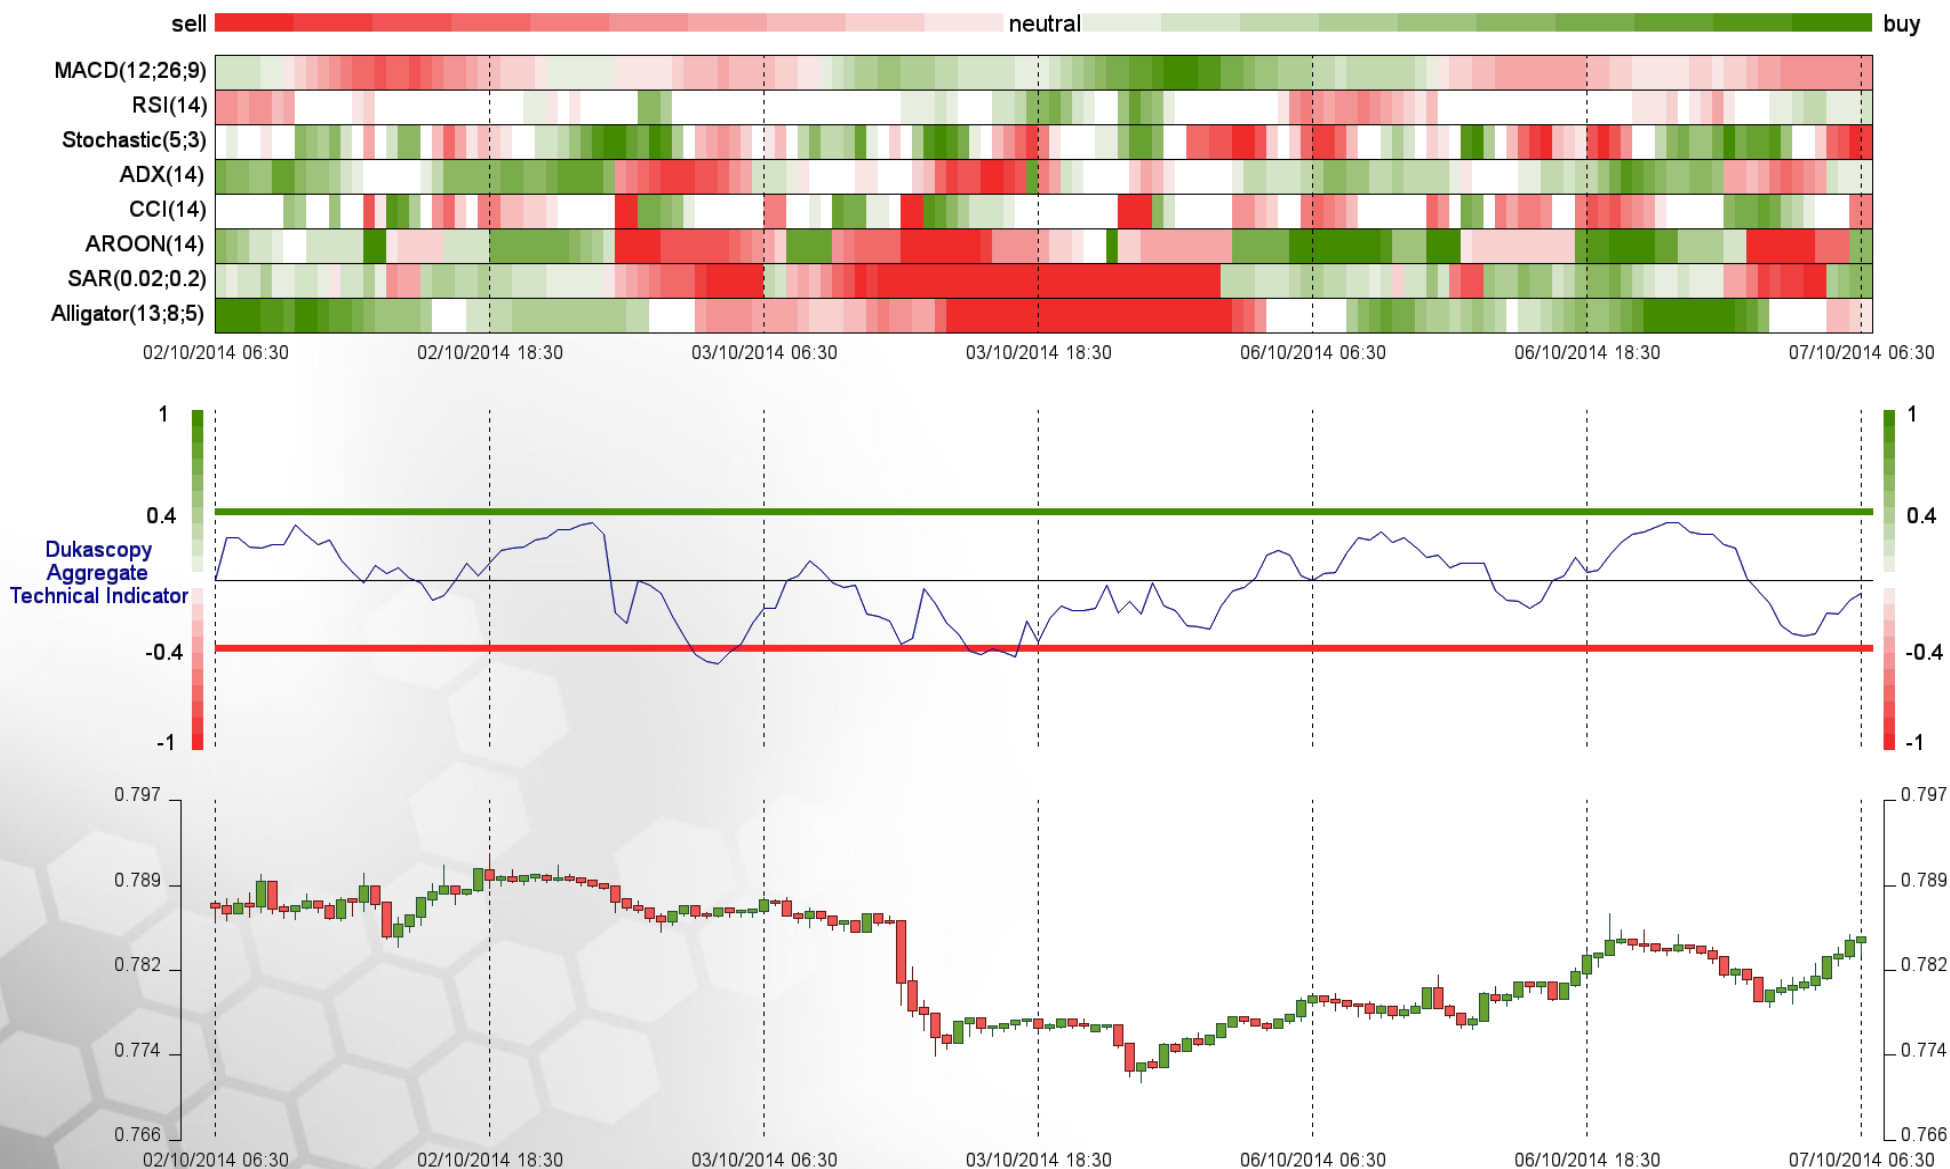 sell neutral buy
MACD(12;26;9)
RSI(14)
Stochastic(5;3)
ADX(14)
CCI(14)
AROON(14)
SAR(0.02;0.2)
Alligator(13;8;5)
02/10/2014 06:30 02/10/2014 18:30 03/10/2014 06:30 03/10/2014 18:30 06/10/2014 06:30 06/10/2014 18:30 07/10/2014 06:30
1 1
0.4 0.4
Dukascopy
Aggregate
Technical Indicator
-0.4 -0.4
-1 -1
0.797 0.797
0.789 0.789
0.782 0.782
0.774 0.774
0.766 0.766
02/10/2014 06:30 02/10/2014 18:30 03/10/2014 06:30 03/10/2014 18:30 06/10/2014 06:30 06/10/2014 18:30 07/10/2014 06:30